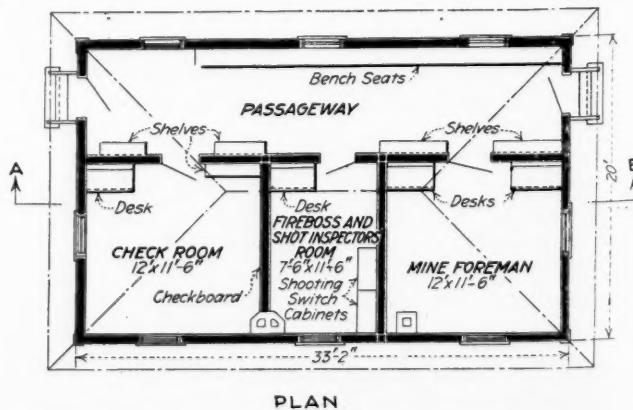 Bench Seats
PASSAGEWAY
Shelves
Shelves
A
B
20'
Desk
Desk
Desks
FIREBOSS AND
SHOT INSPECTORS
ROOM
7'-6"x11'-6"
CHECK ROOM
12'x11'-6"
MINE FOREMAN
12'x11'-6"
Checkboard
Shooting
Switch
Cabinets
33'-2"
PLAN